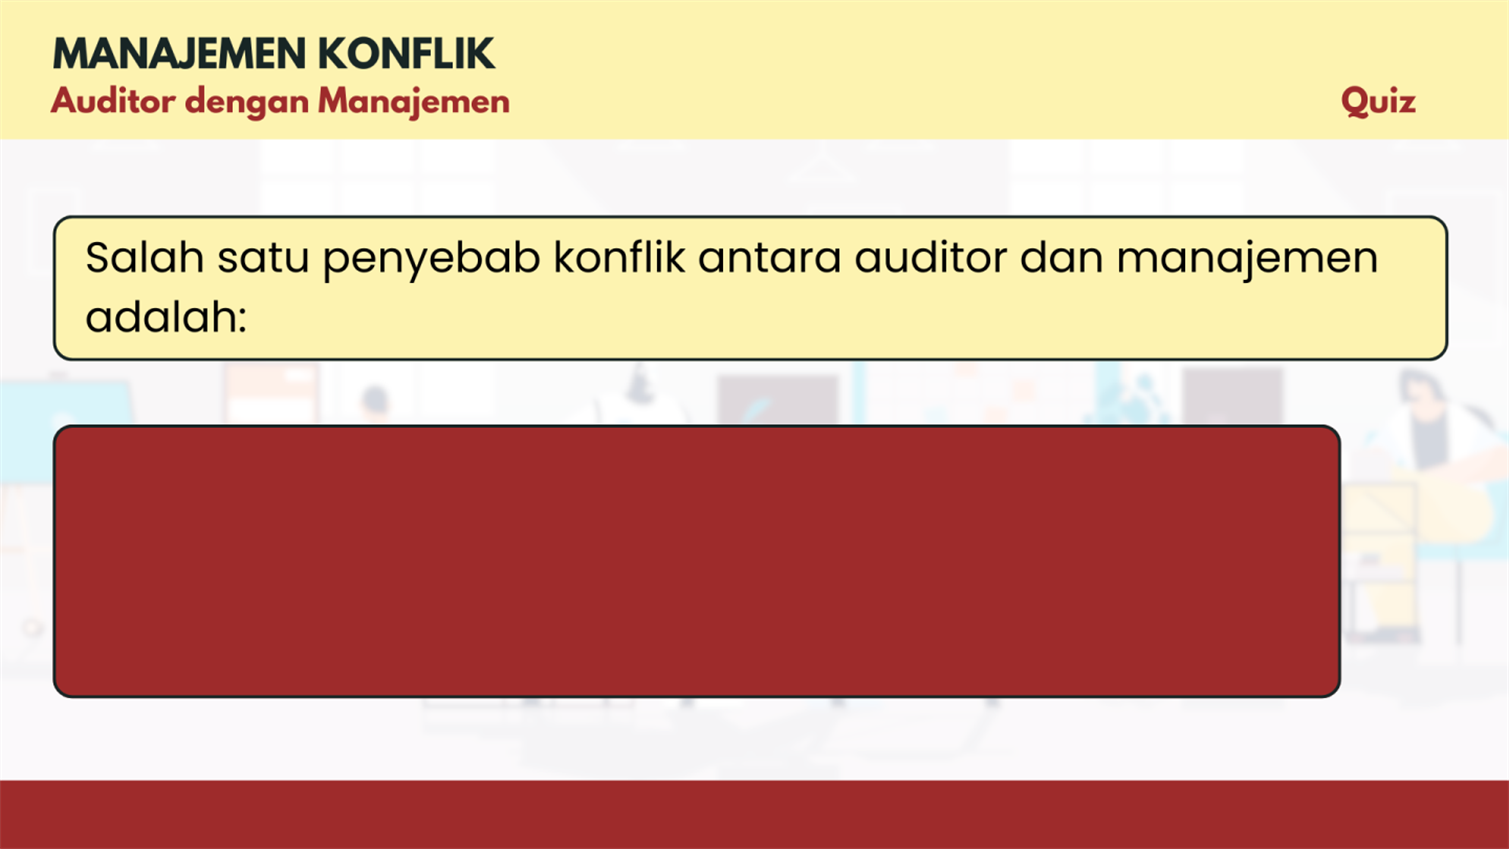 MANAJEMEN KONFLIK
Auditor dengan Manajemen
Quiz
Salah satu penyebab konflik antara auditor dan manajemen
adalah: